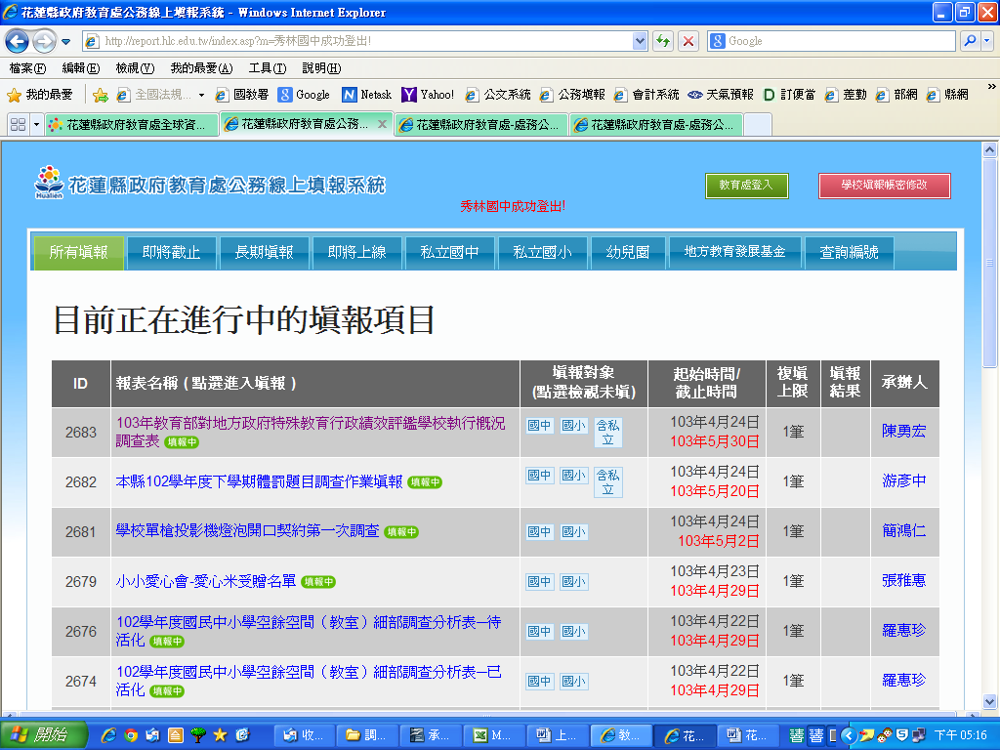 花蓮縣政府教育處公務線上填報系統 - Windows Internet Explorer
http://report.hlc.edu.tw/index.asp?m=秀林國中成功登出!
Google
檔案(F) 編輯(E) 檢視(V) 我的最愛(A) 工具(T) 說明(H)
我的最愛 全國法規... 國教署 Google Netask Yahoo! 公文系統 公務填報 會計系統 天氣預報 訂便當 差勤 部網 縣網
花蓮縣政府教育處全球資... 花蓮縣政府教育處公務... 花蓮縣政府教育處-處務公... 花蓮縣政府教育處-處務公...
Hualien 花蓮縣政府教育處公務線上填報系統
教育處登入 學校填報帳密修改
秀林國中成功登出!
所有填報 即將截止 長期填報 即將上線 私立國中 私立國小 幼兒園 地方教育發展基金 查詢編號
目前正在進行中的填報項目
ID 報表名稱 ( 點選進入填報 ) 填報對象 (點選檢視未填) 起始時間/ 截止時間 複填 上限 填報 結果 承辦人
2683 103年教育部對地方政府特殊教育行政績效評鑑學校執行概況
調查表 填報中 國中 國小 含私立 103年4月24日 103年05月30日 1筆 陳勇宏
2682 本縣102學年度下學期體罰題目調查作業填報 填報中 國中 國小 含私立 103年4月24日 103年5月20日 1筆 游彥中
2681 學校單槍投影機燈泡開口契約第一次調查 填報中 國中 國小 103年4月24日 103年5月2日 1筆 簡鴻仁
2679 小小愛心會-愛心米受贈名單 填報中 國中 國小 103年4月23日 103年4月29日 1筆 張雅惠
2676 102學年度國民中小學空餘空間（教室）細部調查分析表─待
活化 填報中 國中 國小 103年4月22日 103年4月29日 1筆 羅惠珍
2674 102學年度國民中小學空餘空間（教室）細部調查分析表─已
活化 填報中 國中 國小 103年4月22日 103年4月29日 1筆 羅惠珍
開始 收... 調... 承... M... 上... 教... 花... 花... 下午 05:16